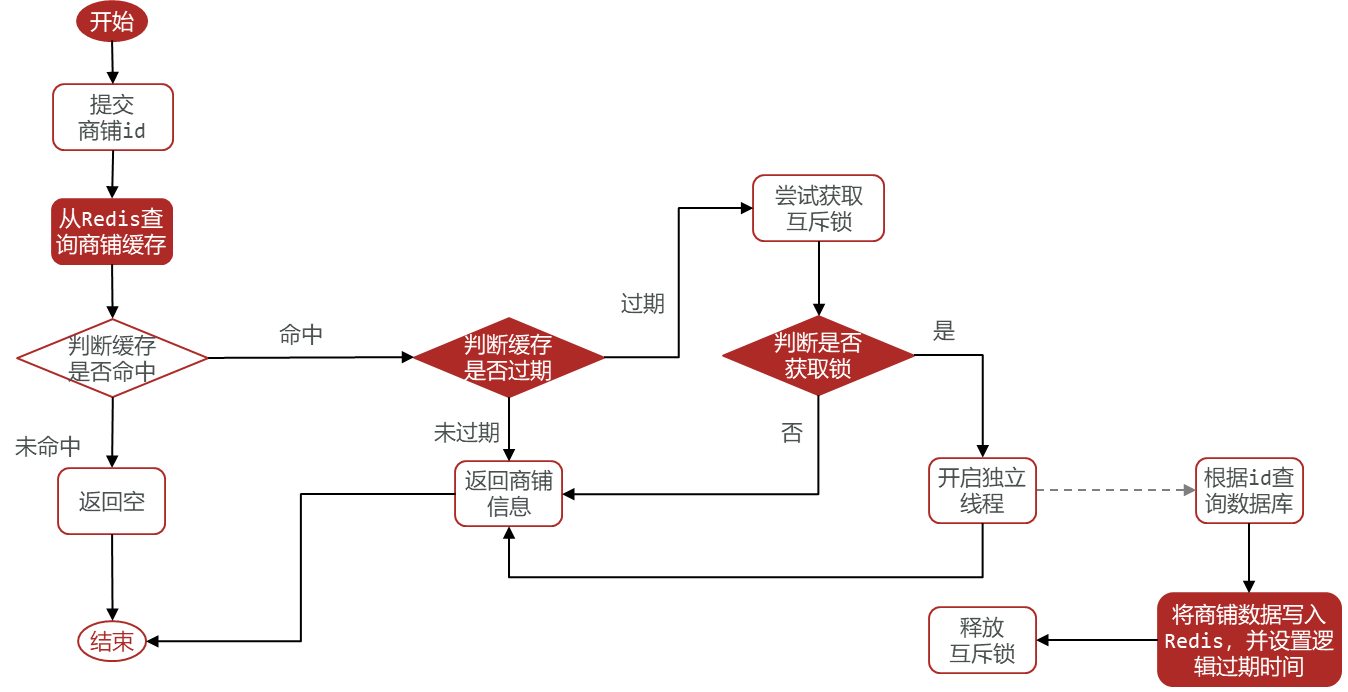 开始
提交
商铺id
从Redis查
询商铺缓存
判断缓存
是否命中
未命中
返回空
结束
命中
判断缓存
是否过期
未过期
返回商铺
信息
过期
尝试获取
互斥锁
判断是否
获取锁
否
是
开启独立
线程
根据id查
询数据库
将商铺数据写入
Redis, 并设置逻
辑过期时间
释放
互斥锁